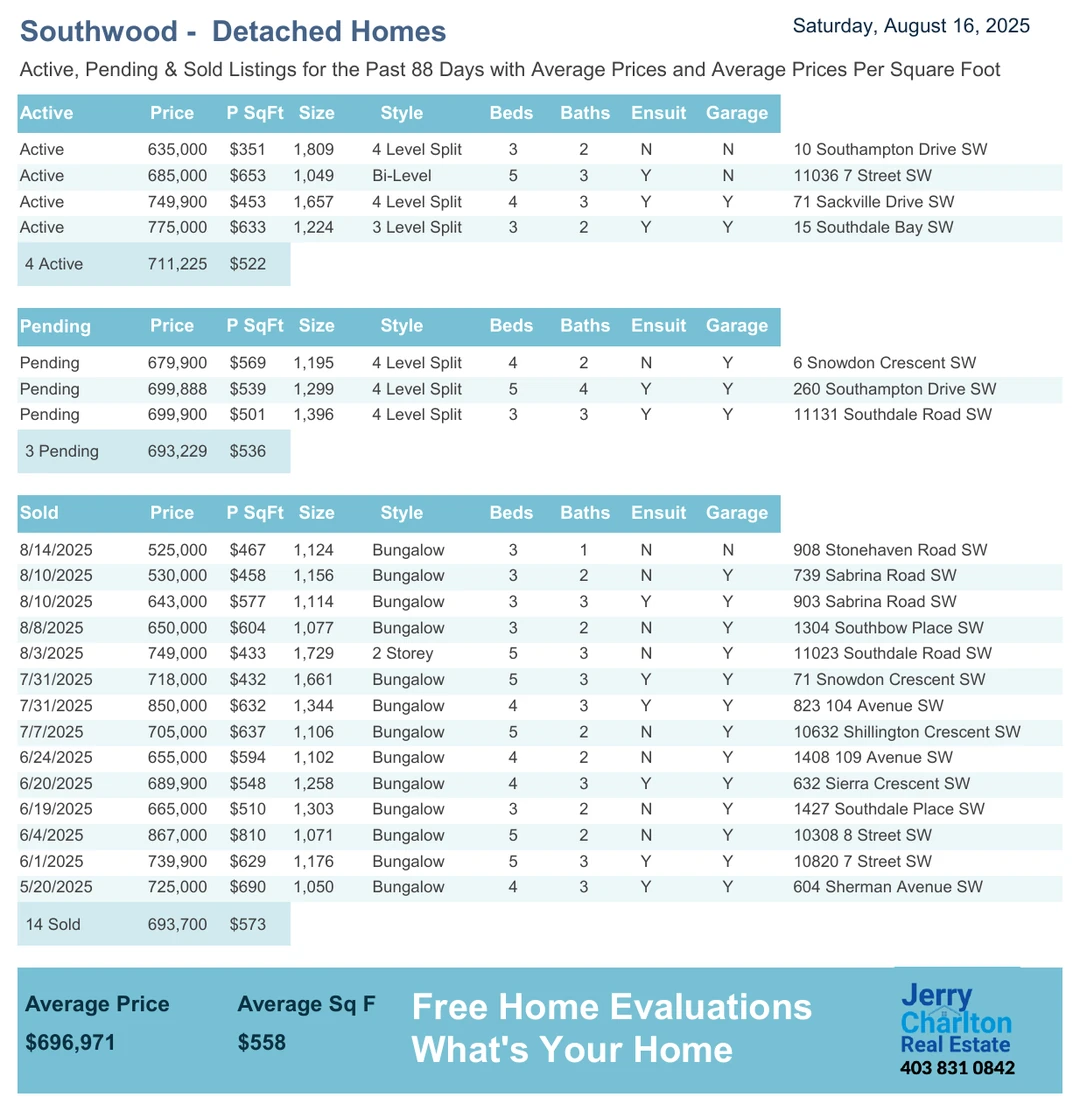 Southwood -  Detached Homes
Saturday, August 16, 2025
Active, Pending & Sold Listings for the Past 88 Days with Average Prices and Average Prices Per Square Foot
Active Price P SqFt Size Style Beds Baths Ensuit Garage
Active 635,000 $351 1,809 4 Level Split 3 2 N N 10 Southampton Drive SW
Active 685,000 $653 1,049 Bi-Level 5 3 Y N 11036 7 Street SW
Active 749,900 $453 1,657 4 Level Split 4 3 Y Y 71 Sackville Drive SW
Active 775,000 $633 1,224 3 Level Split 3 2 Y Y 15 Southdale Bay SW
4 Active 711,225 $522
Pending Price P SqFt Size Style Beds Baths Ensuit Garage
Pending 679,900 $569 1,195 4 Level Split 4 2 N Y 6 Snowdon Crescent SW
Pending 699,888 $539 1,299 4 Level Split 5 4 Y Y 260 Southampton Drive SW
Pending 699,900 $501 1,396 4 Level Split 3 3 Y Y 11131 Southdale Road SW
3 Pending 693,229 $536
Sold Price P SqFt Size Style Beds Baths Ensuit Garage
8/14/2025 525,000 $467 1,124 Bungalow 3 1 N N 908 Stonehaven Road SW
8/10/2025 530,000 $458 1,156 Bungalow 3 2 N Y 739 Sabrina Road SW
8/10/2025 643,000 $577 1,114 Bungalow 3 3 Y Y 903 Sabrina Road SW
8/8/2025 650,000 $604 1,077 Bungalow 3 2 N Y 1304 Southbow Place SW
8/3/2025 749,000 $433 1,729 2 Storey 5 3 N Y 11023 Southdale Road SW
7/31/2025 718,000 $432 1,661 Bungalow 5 3 Y Y 71 Snowdon Crescent SW
7/31/2025 850,000 $632 1,344 Bungalow 4 3 Y Y 823 104 Avenue SW
7/7/2025 705,000 $637 1,106 Bungalow 5 2 N Y 10632 Shillington Crescent SW
6/24/2025 655,000 $594 1,102 Bungalow 4 2 N Y 1408 109 Avenue SW
6/20/2025 689,900 $548 1,258 Bungalow 4 3 Y Y 632 Sierra Crescent SW
6/19/2025 665,000 $510 1,303 Bungalow 3 2 N Y 1427 Southdale Place SW
6/4/2025 867,000 $810 1,071 Bungalow 5 2 N Y 10308 8 Street SW
6/1/2025 739,900 $629 1,176 Bungalow 5 3 Y Y 10820 7 Street SW
5/20/2025 725,000 $690 1,050 Bungalow 4 3 Y Y 604 Sherman Avenue SW
14 Sold 693,700 $573
Average Price Average Sq F
$696,971 $558
Free Home Evaluations
What's Your Home
Jerry
Charlton
Real Estate
403 831 0842